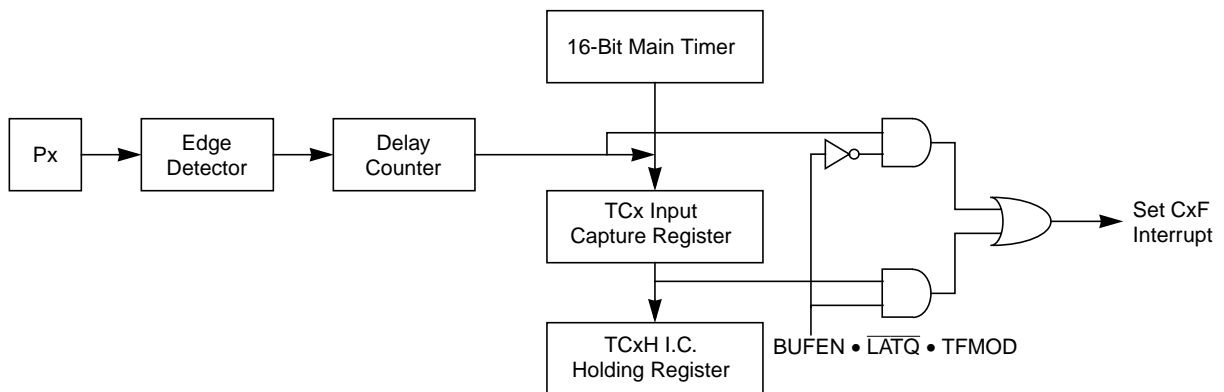 16-Bit Main Timer
Px
Edge
Detector
Delay
Counter
TCx Input
Capture Register
Set CxF
Interrupt
TCxH I.C.
Holding Register
BUFEN • L̅A̅T̅Q̅ • TFMOD